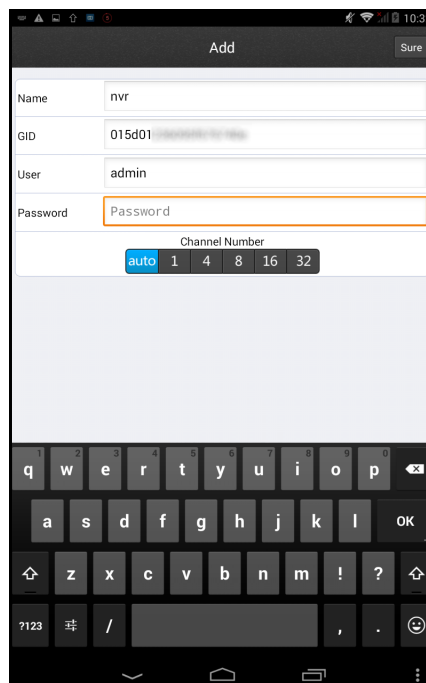 10:3
Add
Sure
Name
nvr
GID
015d01
User
admin
Password
Password
Channel Number
auto 1 4 8 16 32
1 2 3 4 5 6 7 8 9 0
q w e r t y u i o p
a s d f g h j k l OK
z x c v b n m ! ?
?123 / , .